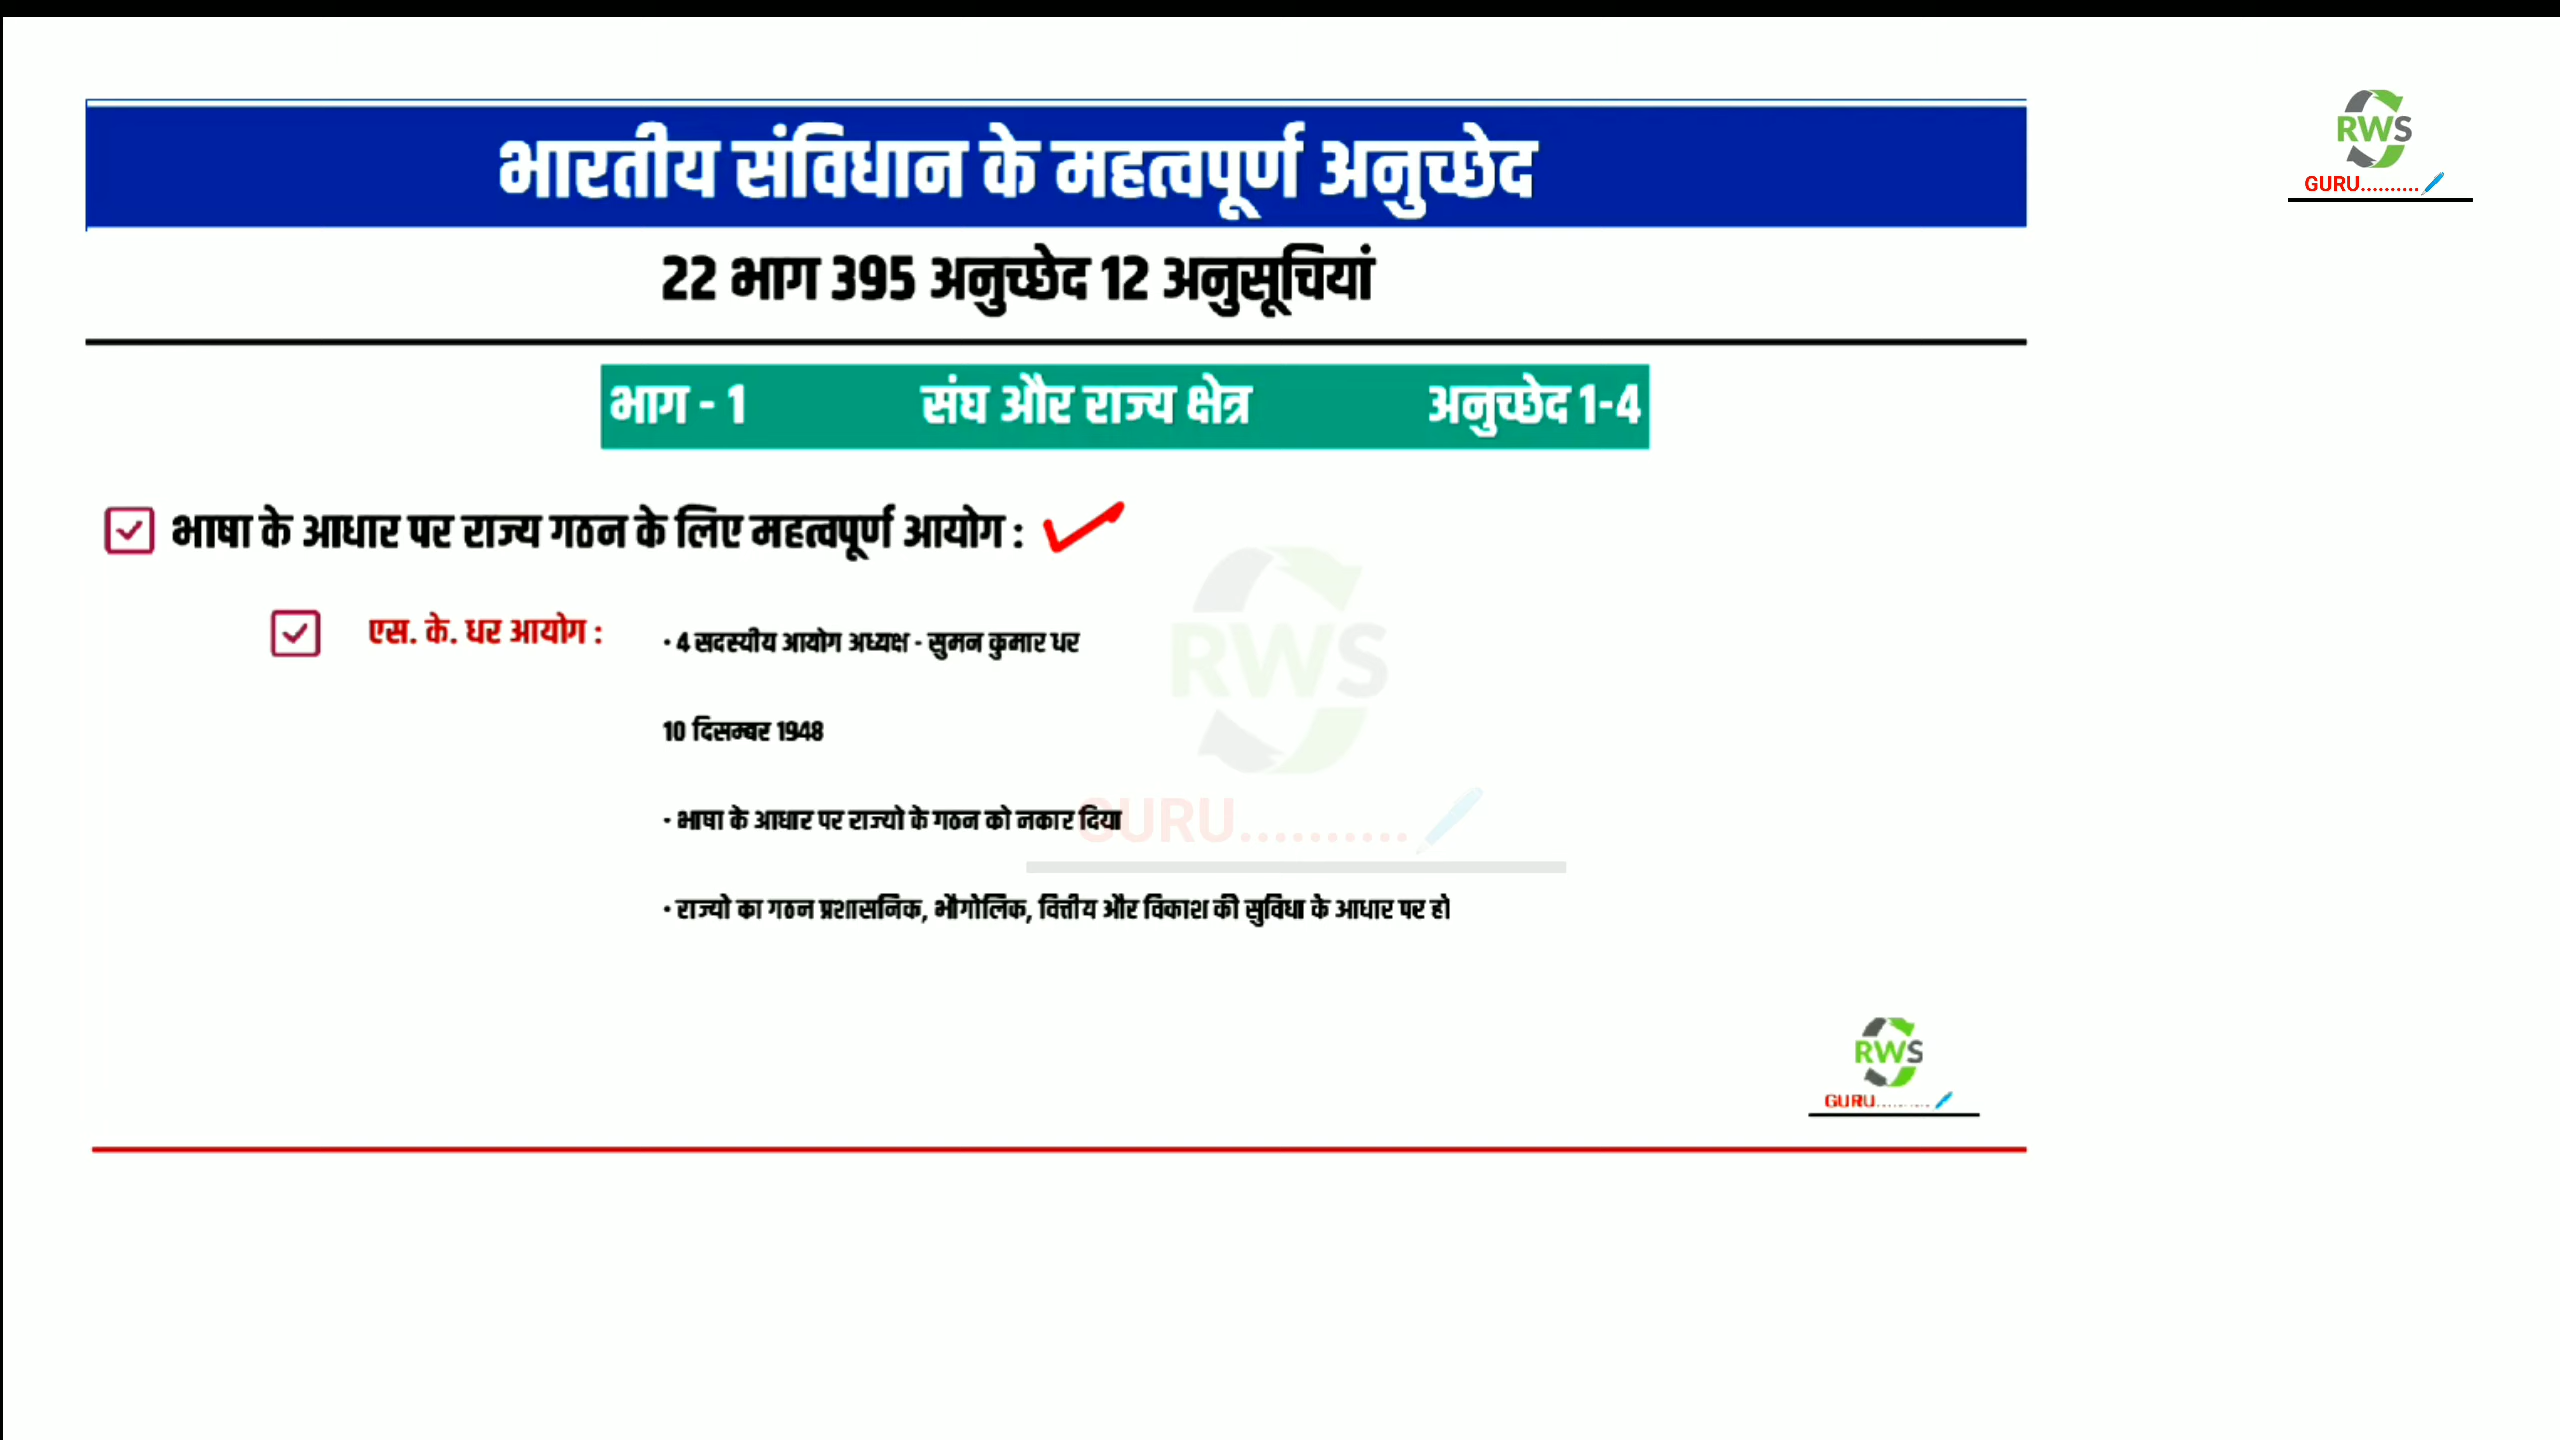 RWS
GURU..........
भारतीय संविधान के महत्वपूर्ण अनुच्छेद
22 भाग 395 अनुच्छेद 12 अनुसूचियां
भाग - 1 संघ और राज्य क्षेत्र अनुच्छेद 1-4
भाषा के आधार पर राज्य गठन के लिए महत्वपूर्ण आयोग :
एस. के. धर आयोग : • 4 सदस्यीय आयोग अध्यक्ष - सुमन कुमार धर
10 दिसम्बर 1948
• भाषा के आधार पर राज्यो के गठन को नकार दिया
• राज्यो का गठन प्रशासनिक, भौगोलिक, वित्तीय और विकाश की सुविधा के आधार पर हो
RWS
GURU..........
RWS
GURU..........